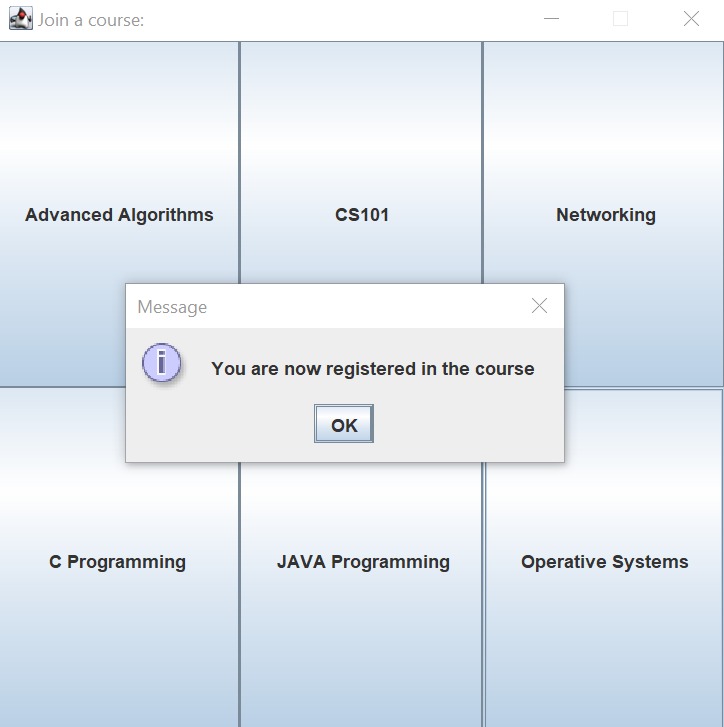 Join a course:
Advanced Algorithms
CS101
Networking
Message
i
You are now registered in the course
OK
C Programming
JAVA Programming
Operative Systems